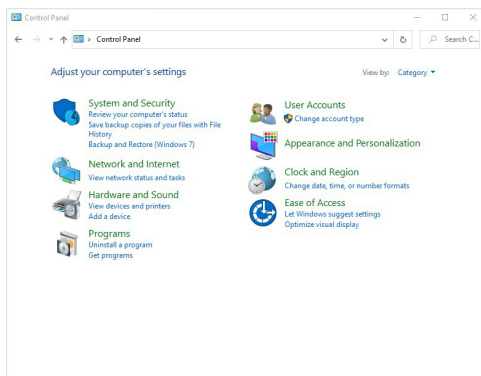 Control Panel
Control Panel
Search C...
Adjust your computer's settings
View by: Category
System and Security
Review your computer's status
Save backup copies of your files with File
History
Backup and Restore (Windows 7)
Network and Internet
View network status and tasks
Hardware and Sound
View devices and printers
Add a device
Programs
Uninstall a program
Get programs
User Accounts
Change account type
Appearance and Personalization
Clock and Region
Change date, time, or number formats
Ease of Access
Let Windows suggest settings
Optimize visual display